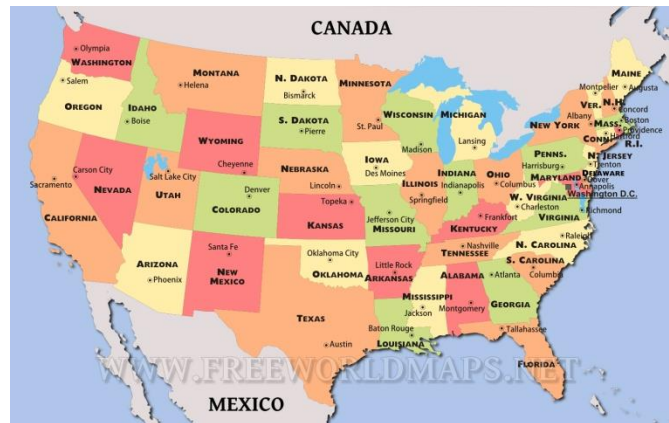 CANADA
Olympia
WASHINGTON
Salem
OREGON
MONTANA
Helena
IDAHO
Boise
N. DAKOTA
Bismarck
S. DAKOTA
Pierre
MINNESOTA
St. Paul
WISCONSIN
Madison
MICHIGAN
Lansing
MAINE
Augusta
Montpelier
VER.
N.H.
Concord
Albany
NEW YORK
MASS.
Boston
Providence
CONN.
Hartford
R.I.
WYOMING
Cheyenne
NEBRASKA
Lincoln
IOWA
Des Moines
ILLINOIS
Springfield
INDIANA
Indianapolis
OHIO
Columbus
PENNS.
Harrisburg
N. JERSEY
Trenton
MARYLAND
DELAWARE
Dover
Annapolis
Washington D.C.
W. VIRGINIA
Charleston
VIRGINIA
Richmond
Sacramento
CALIFORNIA
Carson City
NEVADA
Salt Lake City
UTAH
Denver
COLORADO
Topeka
KANSAS
Jefferson City
MISSOURI
KENTUCKY
Frankfort
Nashville
TENNESSEE
Raleigh
N. CAROLINA
S. CAROLINA
Columbia
ARIZONA
Phoenix
Santa Fe
NEW
MEXICO
Oklahoma City
OKLAHOMA
Little Rock
ARKANSAS
MISSISSIPPI
Jackson
ALABAMA
Montgomery
Atlanta
GEORGIA
TEXAS
Austin
Baton Rouge
LOUISIANA
Tallahassee
FLORIDA
WWW.FREEWORLDMAPS.NET
MEXICO